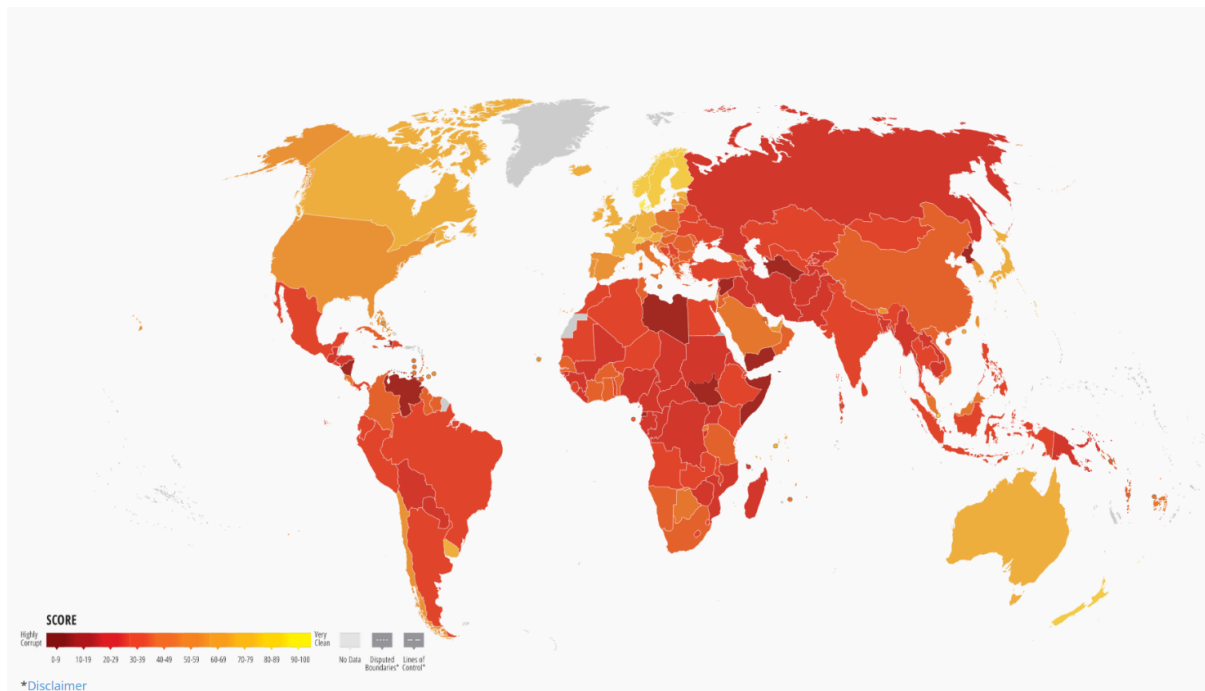 SCORE
Highly
Corrupt
Very
Clean
0-9 10-19 20-29 30-39 40-49 50-59 60-69 70-79 80-89 90-100
No Data
Disputed
Boundaries*
Lines of
Control*
*Disclaimer